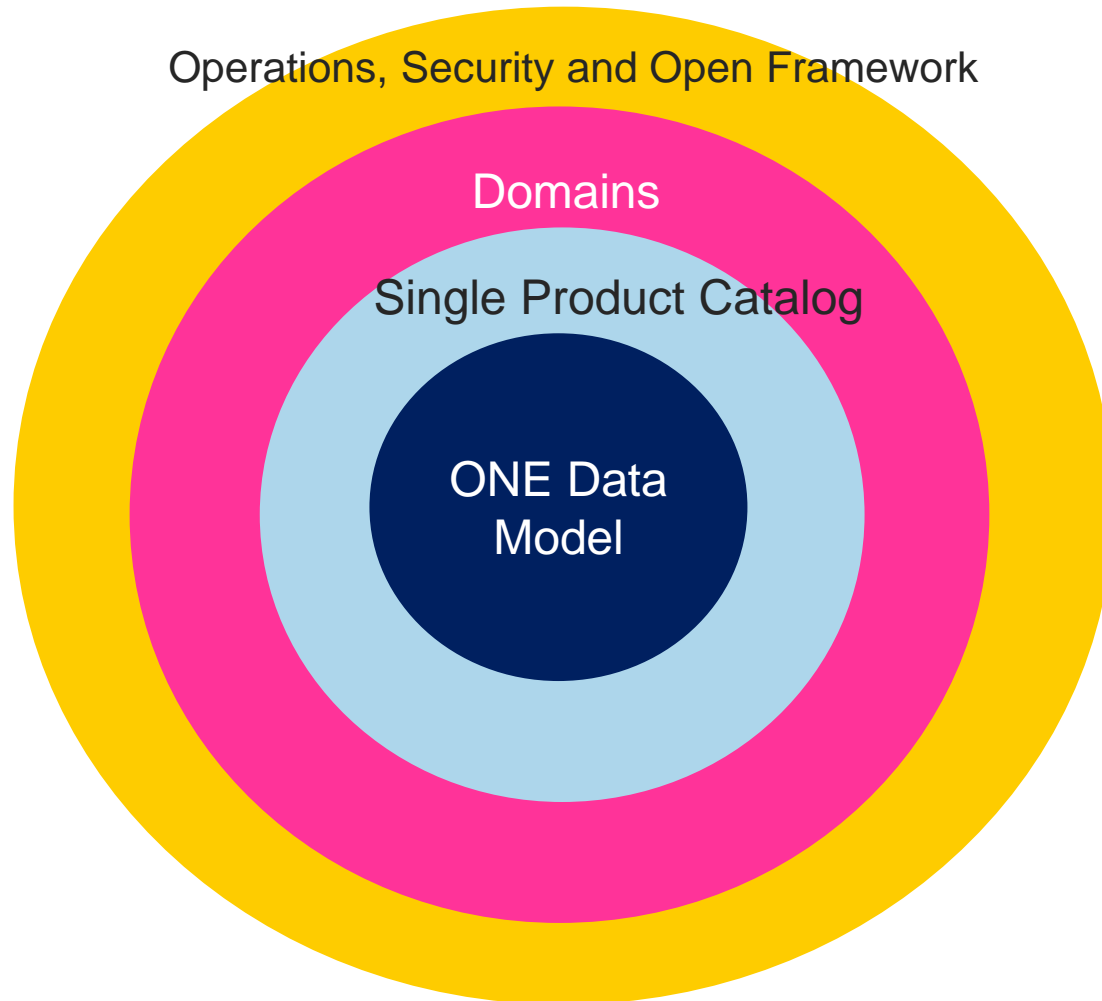 Operations, Security and Open Framework
Domains
Single Product Catalog
ONE Data
Model